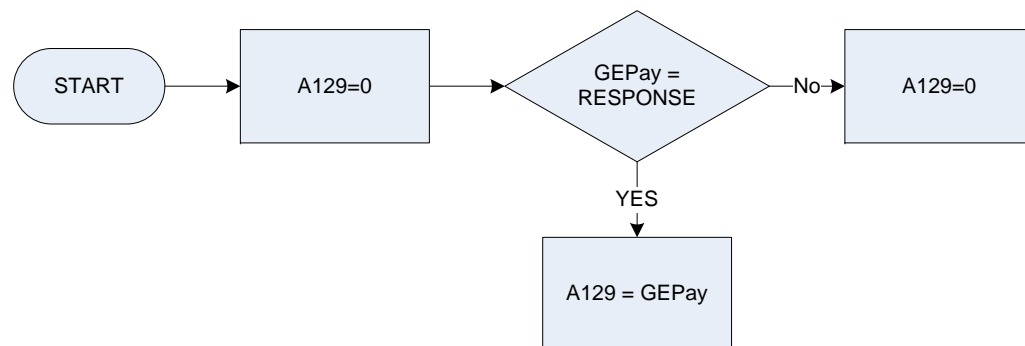 START
A129=0
GEPay =
RESPONSE
No
A129=0
YES
A129 = GEPay